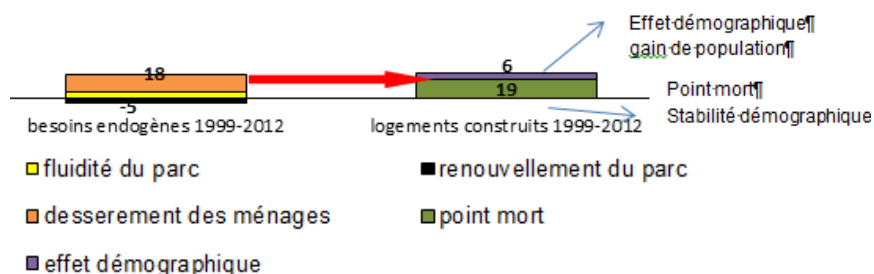 Effet·démographique¶
gain·de·population¶
18
6
19
Point·mort¶
-5
Stabilité·démographique
besoins endogènes 1999-2012
logements construits 1999-2012
fluidité du parc
renouvellement du parc
desserement des ménages
point mort
effet démographique